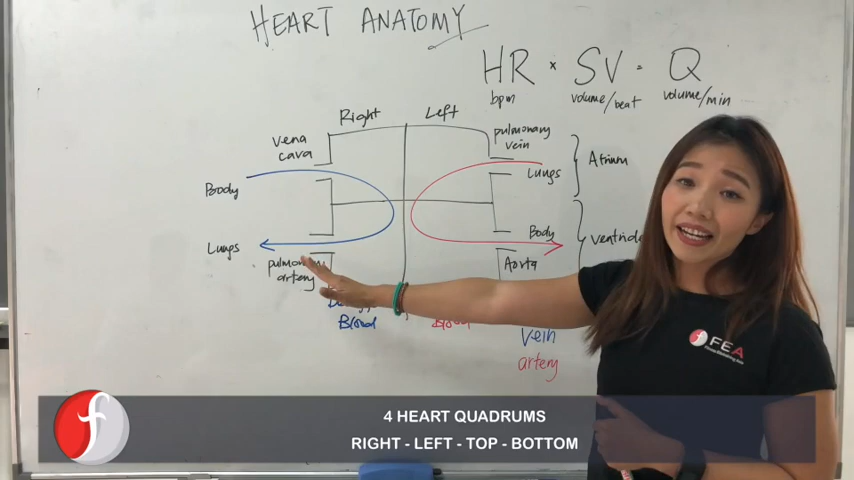 HEART ANATOMY
HR × SV = Q
bpm volume/beat volume/min
Right Left
vena cava
pulmonary vein
Body
Lungs
Atrium
Lungs
Body
ventricle
pulmonary artery
Aorta
Blood
Blood
vein
artery
f FEA
4 HEART QUADRUMS
RIGHT - LEFT - TOP - BOTTOM